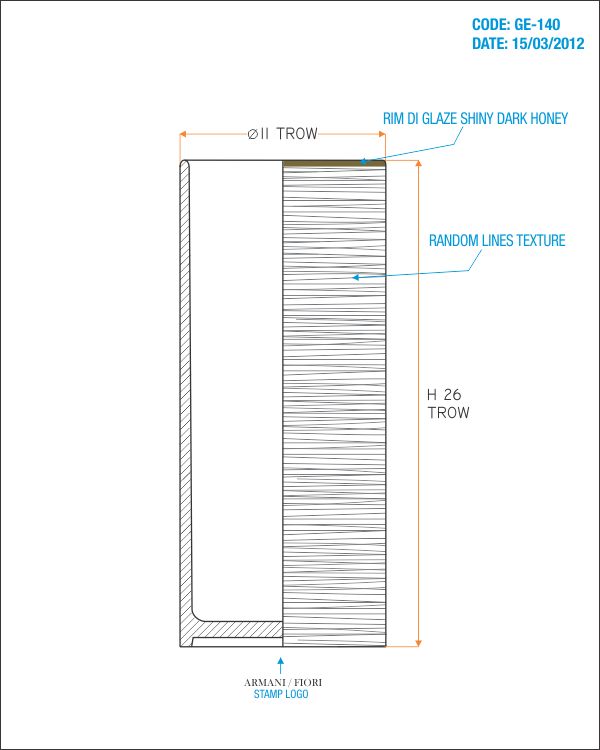 CODE: GE-140
DATE: 15/03/2012
RIM DI GLAZE SHINY DARK HONEY
Ø11 TROW
RANDOM LINES TEXTURE
H 26
TROW
ARMANI / FIORI
STAMP LOGO